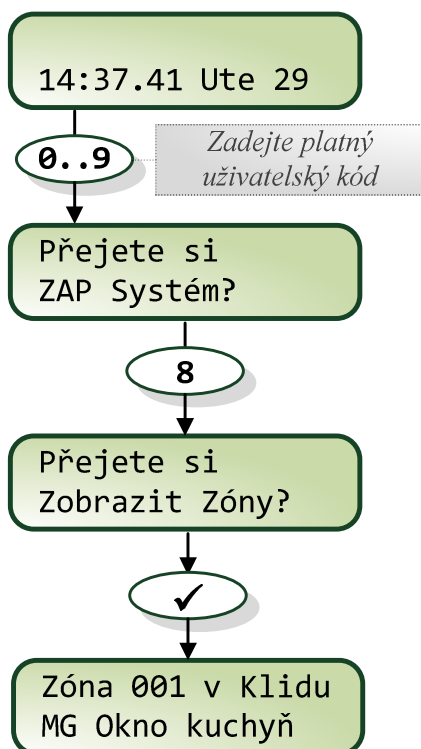 14:37.41 Ute 29
0..9
Zadejte platný
uživatelský kód
Přejete si
ZAP Systém?
8
Přejete si
Zobrazit Zóny?
✓
Zóna 001 v Klidu
MG Okno kuchyň